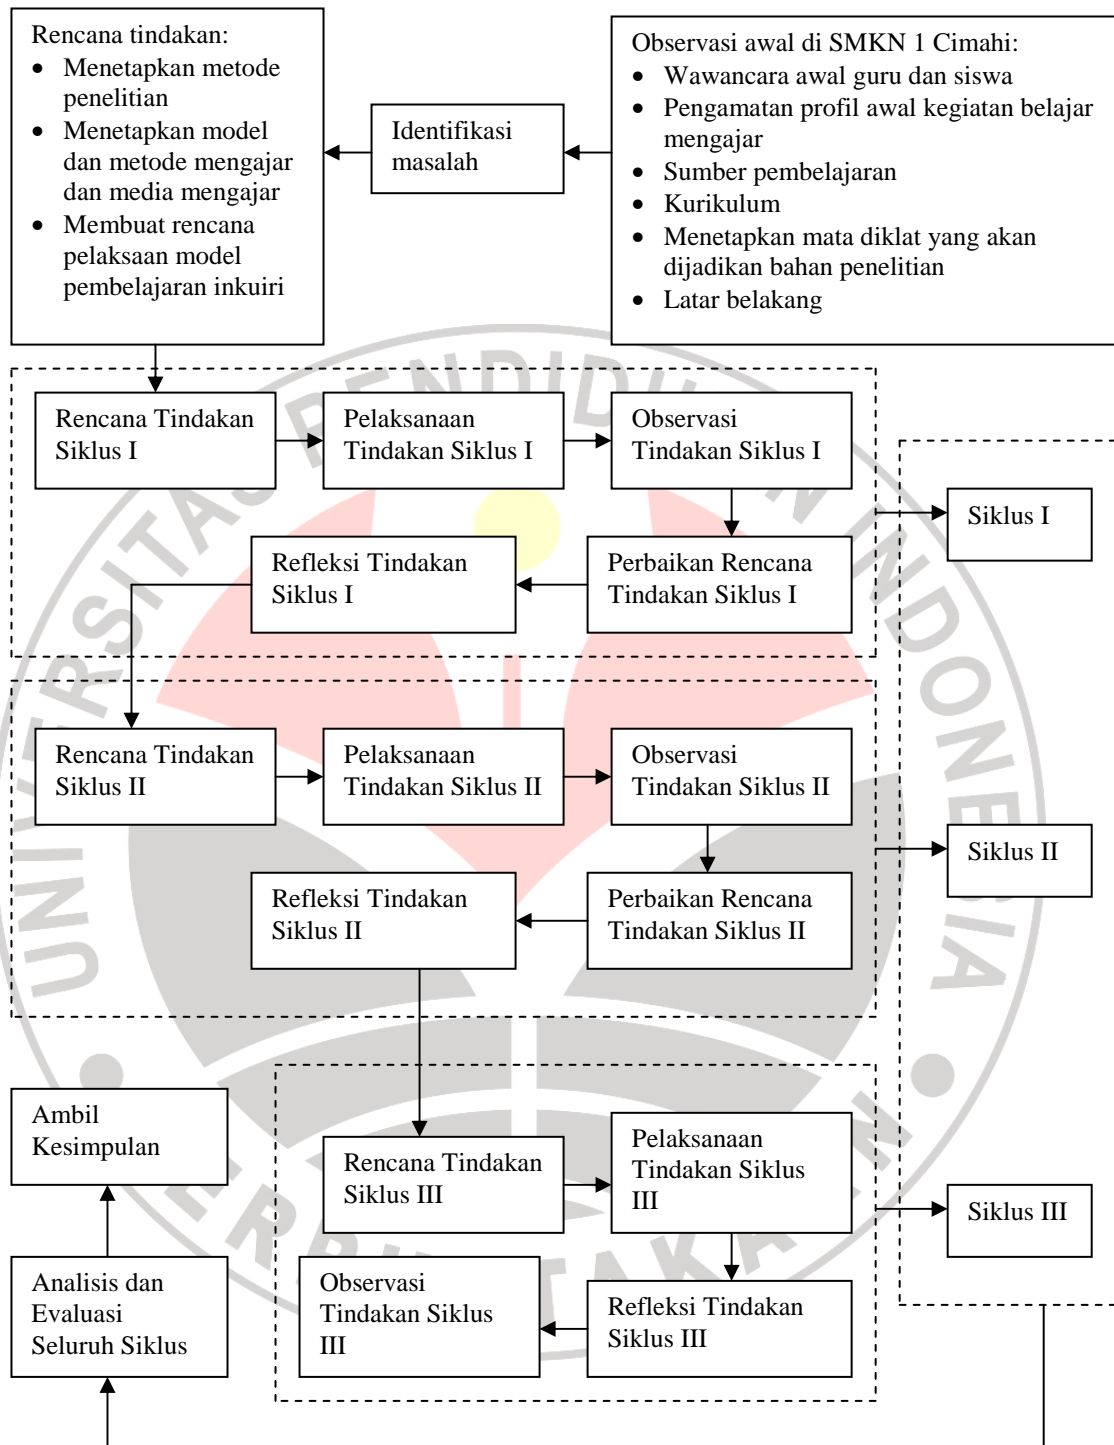 Rencana tindakan:
• Menetapkan metode
penelitian
• Menetapkan model
dan metode mengajar
dan media mengajar
• Membuat rencana
pelaksaan model
pembelajaran inkuiri
Identifikasi
masalah
Observasi awal di SMKN 1 Cimahi:
• Wawancara awal guru dan siswa
• Pengamatan profil awal kegiatan belajar
mengajar
• Sumber pembelajaran
• Kurikulum
• Menetapkan mata diklat yang akan
dijadikan bahan penelitian
• Latar belakang
Rencana Tindakan
Siklus I
Pelaksanaan
Tindakan Siklus I
Observasi
Tindakan Siklus I
Siklus I
Refleksi Tindakan
Siklus I
Perbaikan Rencana
Tindakan Siklus I
Rencana Tindakan
Siklus II
Pelaksanaan
Tindakan Siklus II
Observasi
Tindakan Siklus II
Siklus II
Refleksi Tindakan
Siklus II
Perbaikan Rencana
Tindakan Siklus II
Ambil
Kesimpulan
Rencana Tindakan
Siklus III
Pelaksanaan
Tindakan Siklus
III
Siklus III
Analisis dan
Evaluasi
Seluruh Siklus
Observasi
Tindakan Siklus
III
Refleksi Tindakan
Siklus III
UNIVERSITAS PENDIDIKAN INDONESIA